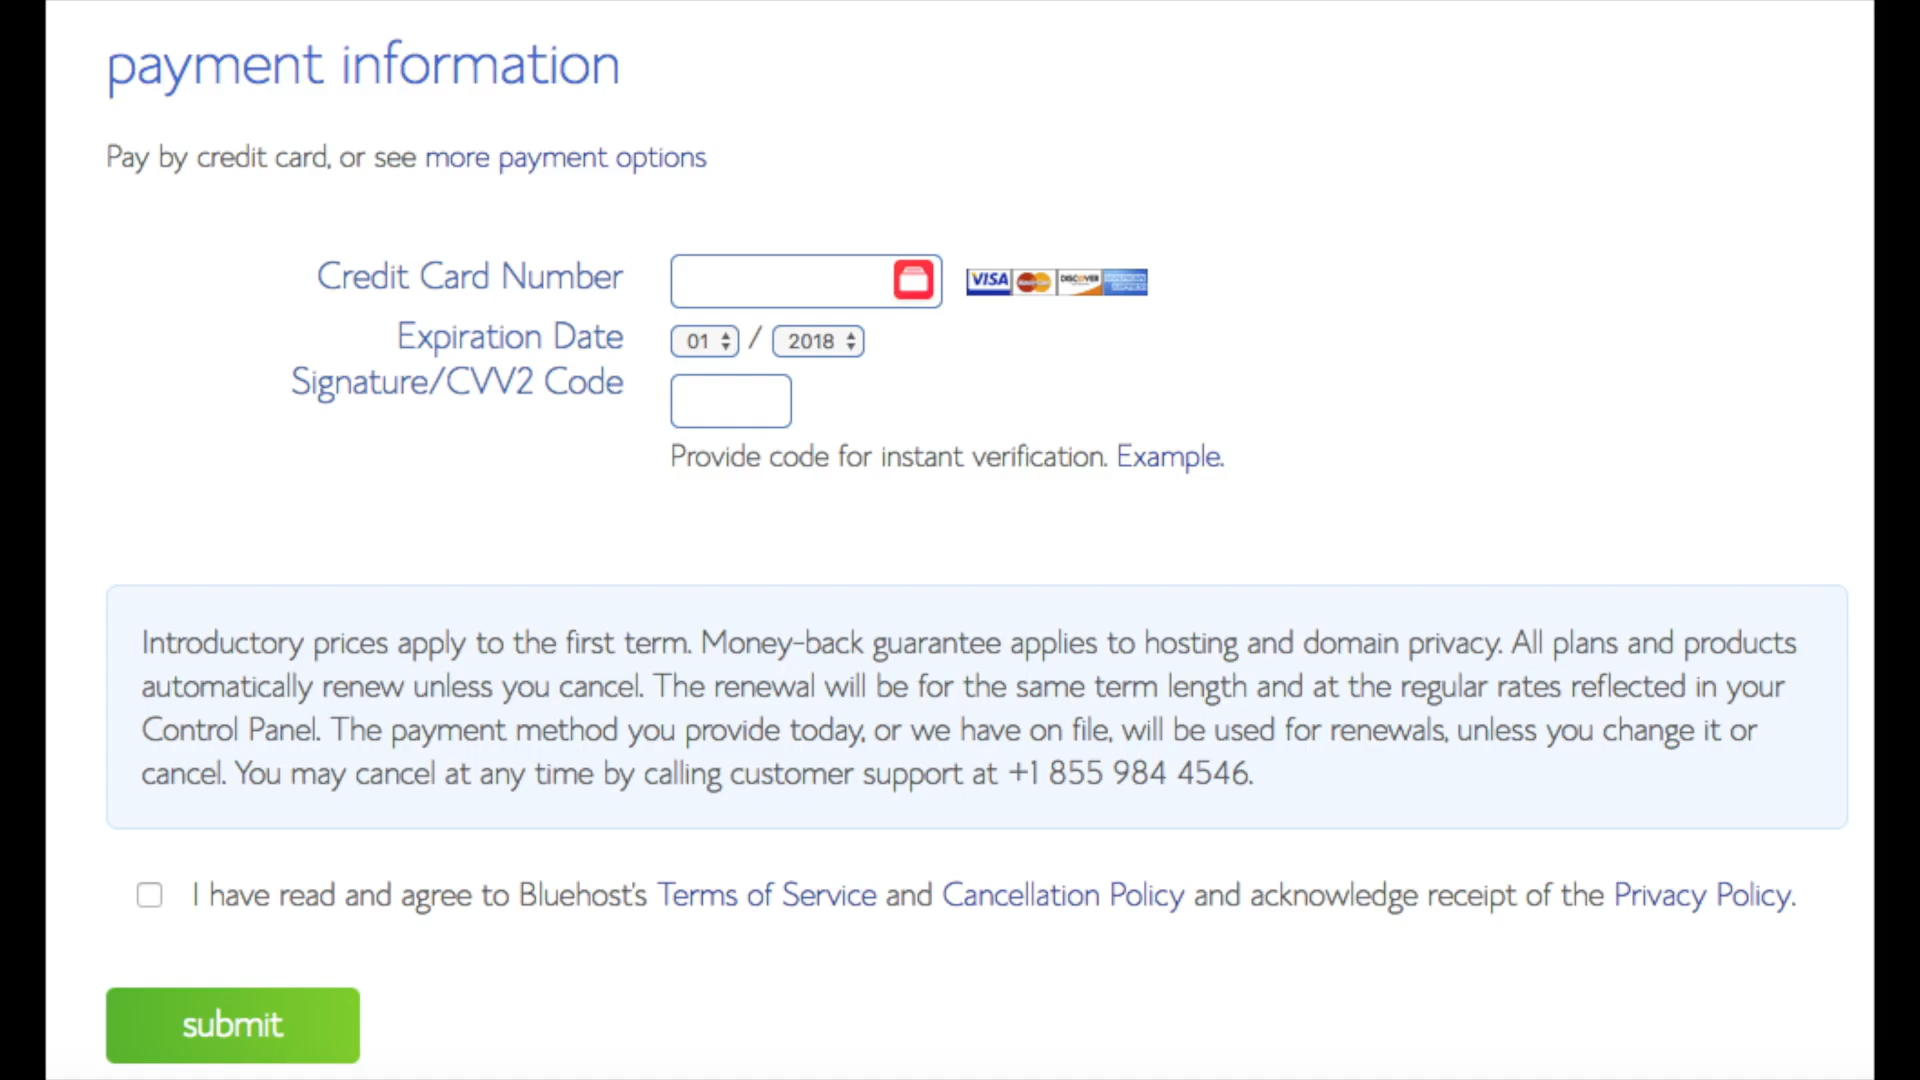 payment information
Pay by credit card, or see more payment options
Credit Card Number
VISA MasterCard DISCOVER AMERICAN EXPRESS
Expiration Date 01 / 2018
Signature/CVV2 Code
Provide code for instant verification. Example.
Introductory prices apply to the first term. Money-back guarantee applies to hosting and domain privacy. All plans and products
automatically renew unless you cancel. The renewal will be for the same term length and at the regular rates reflected in your
Control Panel. The payment method you provide today, or we have on file, will be used for renewals, unless you change it or
cancel. You may cancel at any time by calling customer support at +1 855 984 4546.
I have read and agree to Bluehost's Terms of Service and Cancellation Policy and acknowledge receipt of the Privacy Policy.
submit